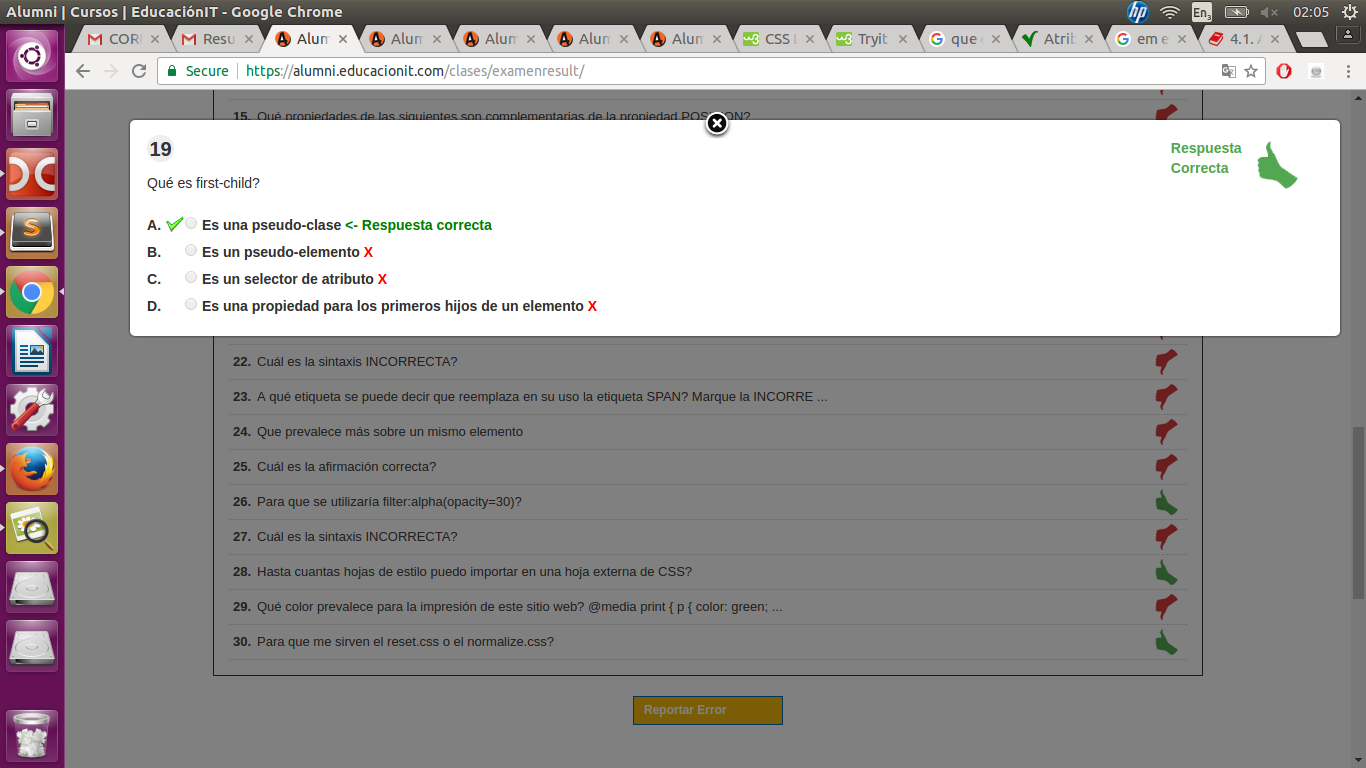 Alumni | Cursos | EducaciónIT - Google Chrome
En3
02:05
CORI
Resu
Alum
Alum
Alum
Alum
Alum
CSS
Tryit
que
Atrib
em e
4.1.
Secure
https://alumni.educacionit.com/clases/examenresult/
15. Qué propiedades de las siguientes son complementarias de la propiedad POSITION?
19
Respuesta
Correcta
Qué es first-child?
A. Es una pseudo-clase <- Respuesta correcta
B. Es un pseudo-elemento X
C. Es un selector de atributo X
D. Es una propiedad para los primeros hijos de un elemento X
22. Cuál es la sintaxis INCORRECTA?
23. A qué etiqueta se puede decir que reemplaza en su uso la etiqueta SPAN? Marque la INCORRE ...
24. Que prevalece más sobre un mismo elemento
25. Cuál es la afirmación correcta?
26. Para que se utilizaría filter:alpha(opacity=30)?
27. Cuál es la sintaxis INCORRECTA?
28. Hasta cuantas hojas de estilo puedo importar en una hoja externa de CSS?
29. Qué color prevalece para la impresión de este sitio web? @media print { p { color: green; ...
30. Para que me sirven el reset.css o el normalize.css?
Reportar Error